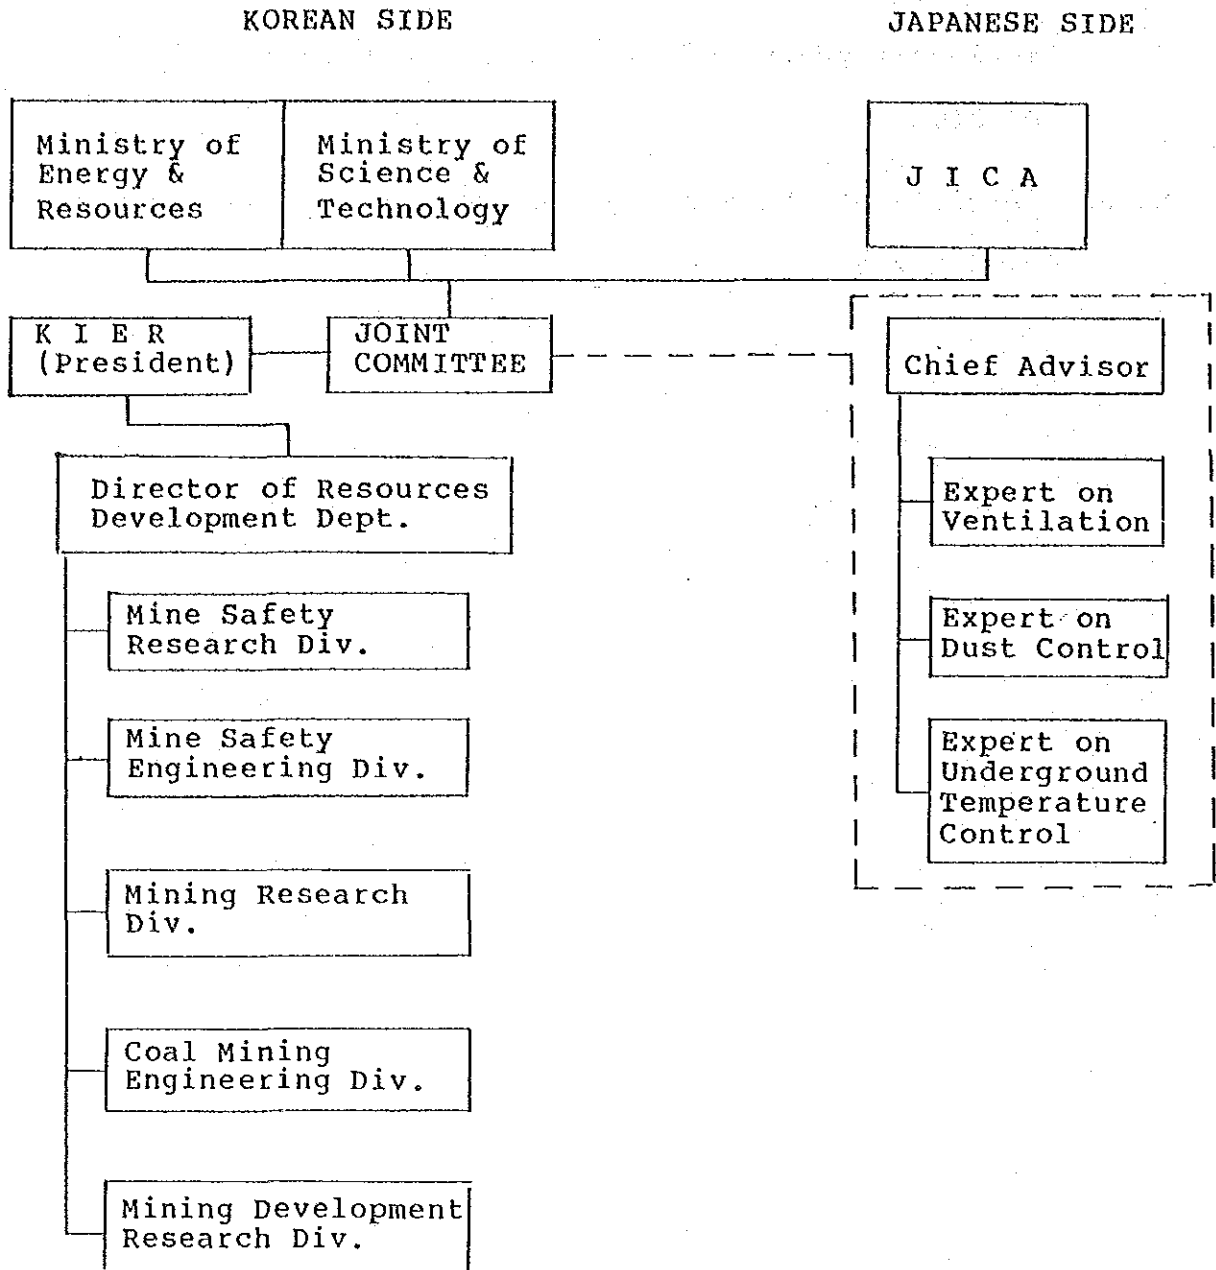 KOREAN SIDE
JAPANESE SIDE
Ministry of
Energy &
Resources
Ministry of
Science &
Technology
J I C A
K I E R
(President)
JOINT
COMMITTEE
Chief Advisor
Expert on
Ventilation
Expert on
Dust Control
Expert on
Underground
Temperature
Control
Director of Resources
Development Dept.
Mine Safety
Research Div.
Mine Safety
Engineering Div.
Mining Research
Div.
Coal Mining
Engineering Div.
Mining Development
Research Div.